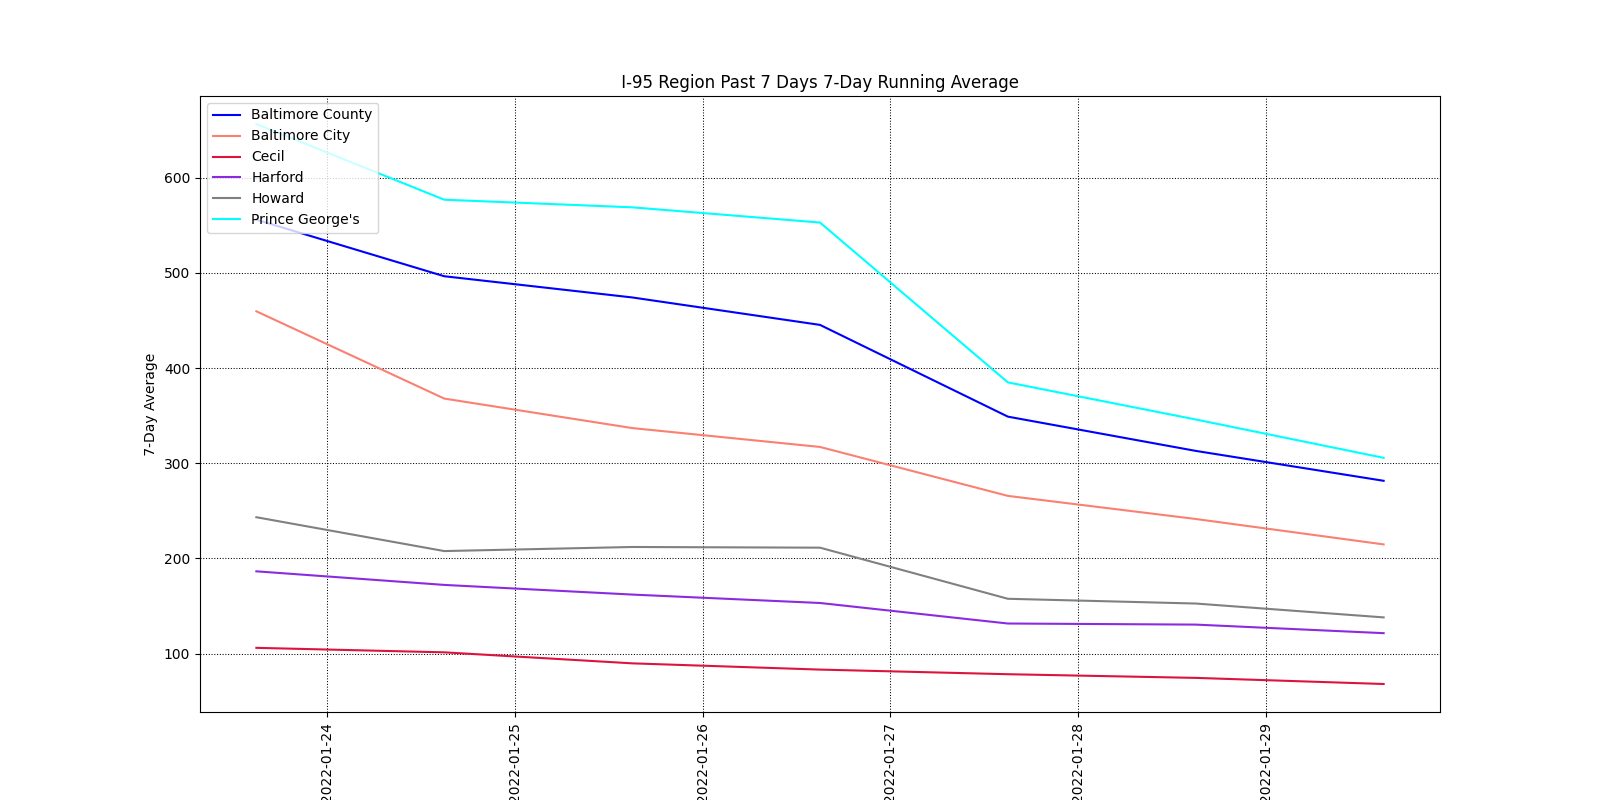 I-95 Region Past 7 Days 7-Day Running Average
Baltimore County
Baltimore City
Cecil
Harford
Howard
Prince George's
7-Day Average
600
500
400
300
200
100
2022-01-24
2022-01-25
2022-01-26
2022-01-27
2022-01-28
2022-01-29